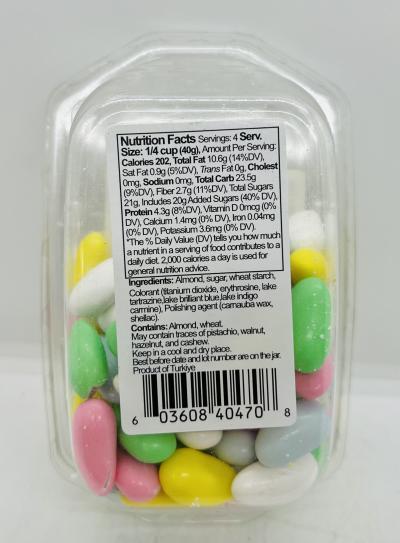 Nutrition Facts Servings: 4 Serv.
Size: 1/4 cup (40g), Amount Per Serving:
Calories 202, Total Fat 10.6g (14%DV),
Sat Fat 0.9g (5%DV), Trans Fat 0g, Cholest
0mg, Sodium 0mg, Total Carb 23.5g
(9%DV), Fiber 2.7g (11%DV), Total Sugars
21g, Includes 20g Added Sugars (40% DV),
Protein 4.3g (8%DV), Vitamin D 0mcg (0%
DV), Calcium 1.4mg (0% DV), Iron 0.04mg
(0% DV), Potassium 3.6mg (0% DV).
*The % Daily Value (DV) tells you how much
a nutrient in a serving of food contributes to a
daily diet. 2,000 calories a day is used for
general nutrition advice.
Ingredients: Almond, sugar, wheat starch,
Colorant (titanium dioxide, erythrosine, lake
tartrazine,lake brilliant blue,lake indigo
carmine), Polishing agent (carnauba wax,
shellac).
Contains: Almond, wheat.
May contain traces of pistachio, walnut,
hazelnut, and cashew.
Keep in a cool and dry place.
Best before date and lot number are on the jar.
Product of Turkiye
6 03608 40470 8